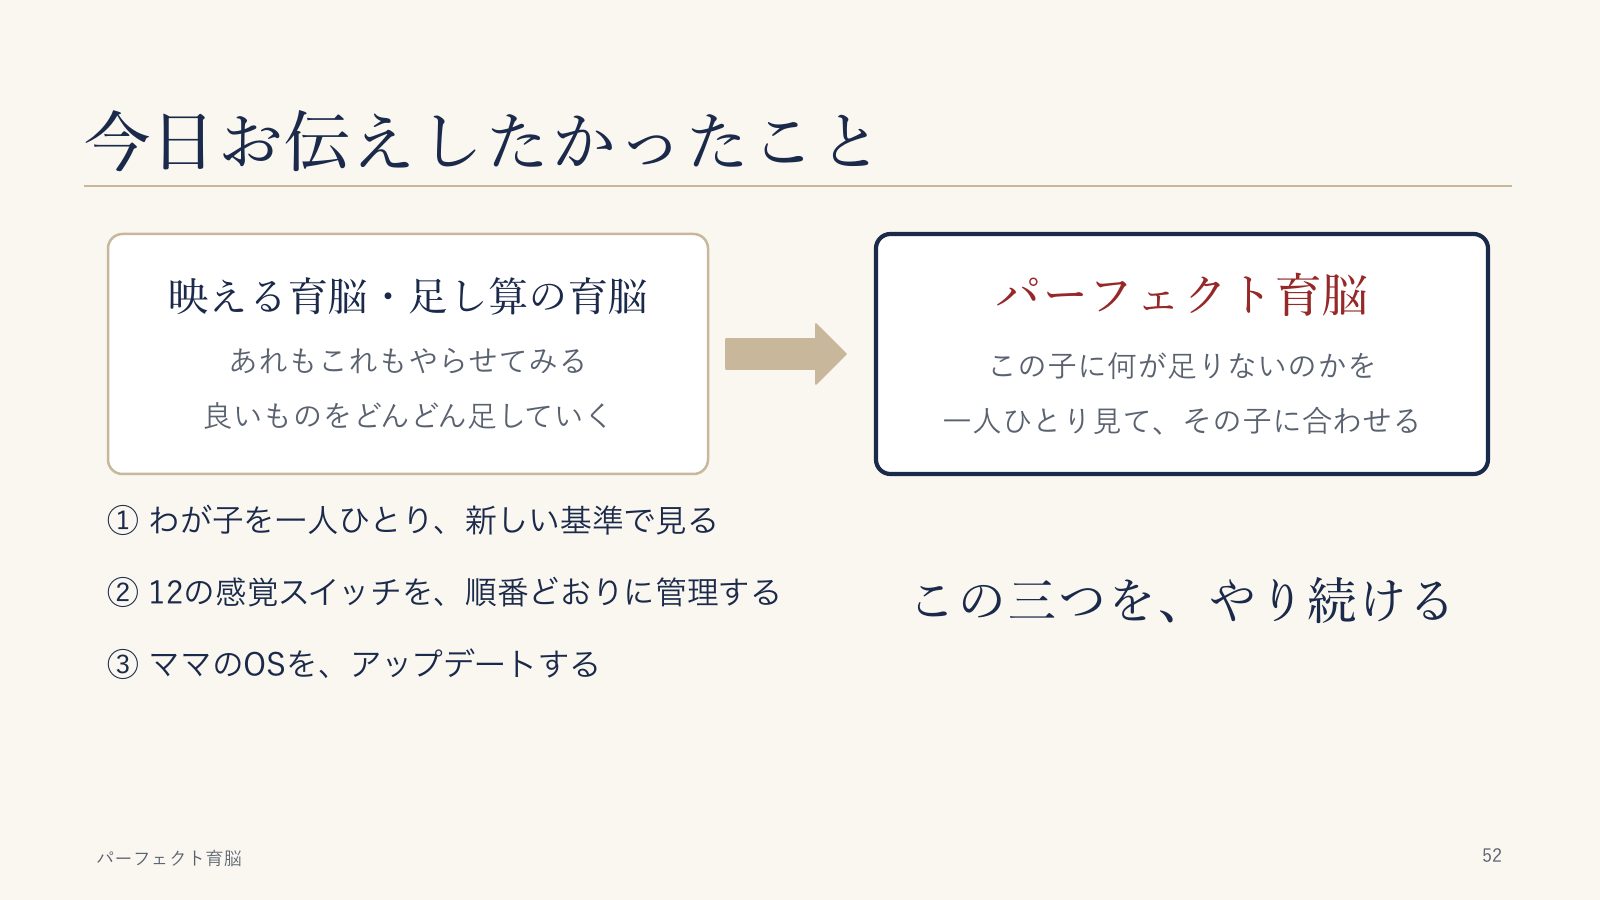 今日お伝えしたかったこと
映える育脳・足し算の育脳
あれもこれもやらせてみる
良いものをどんどん足していく
パーフェクト育脳
この子に何が足りないのかを
一人ひとり見て、その子に合わせる
① わが子を一人ひとり、新しい基準で見る
② 12の感覚スイッチを、順番どおりに管理する
③ ママのOSを、アップデートする
この三つを、やり続ける
パーフェクト育脳
52